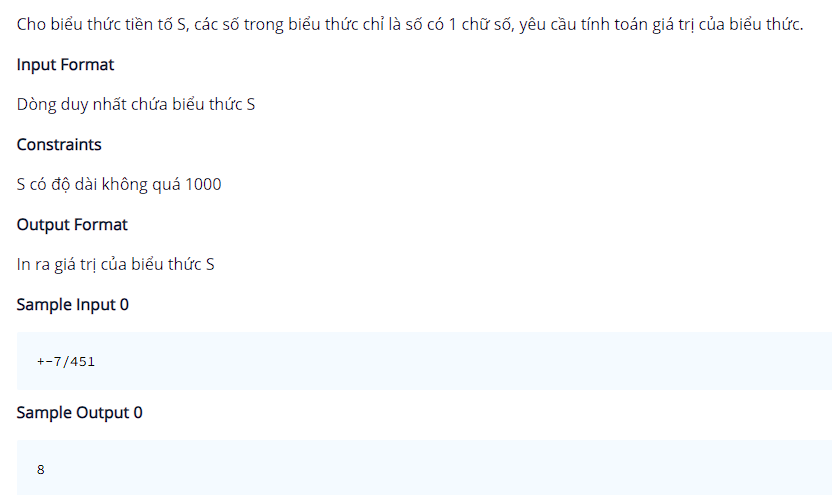 Cho biểu thức tiền tố S, các số trong biểu thức chỉ là số có 1 chữ số, yêu cầu tính toán giá trị của biểu thức.
Input Format
Dòng duy nhất chứa biểu thức S
Constraints
S có độ dài không quá 1000
Output Format
In ra giá trị của biểu thức S
Sample Input 0
+-7/451
Sample Output 0
8